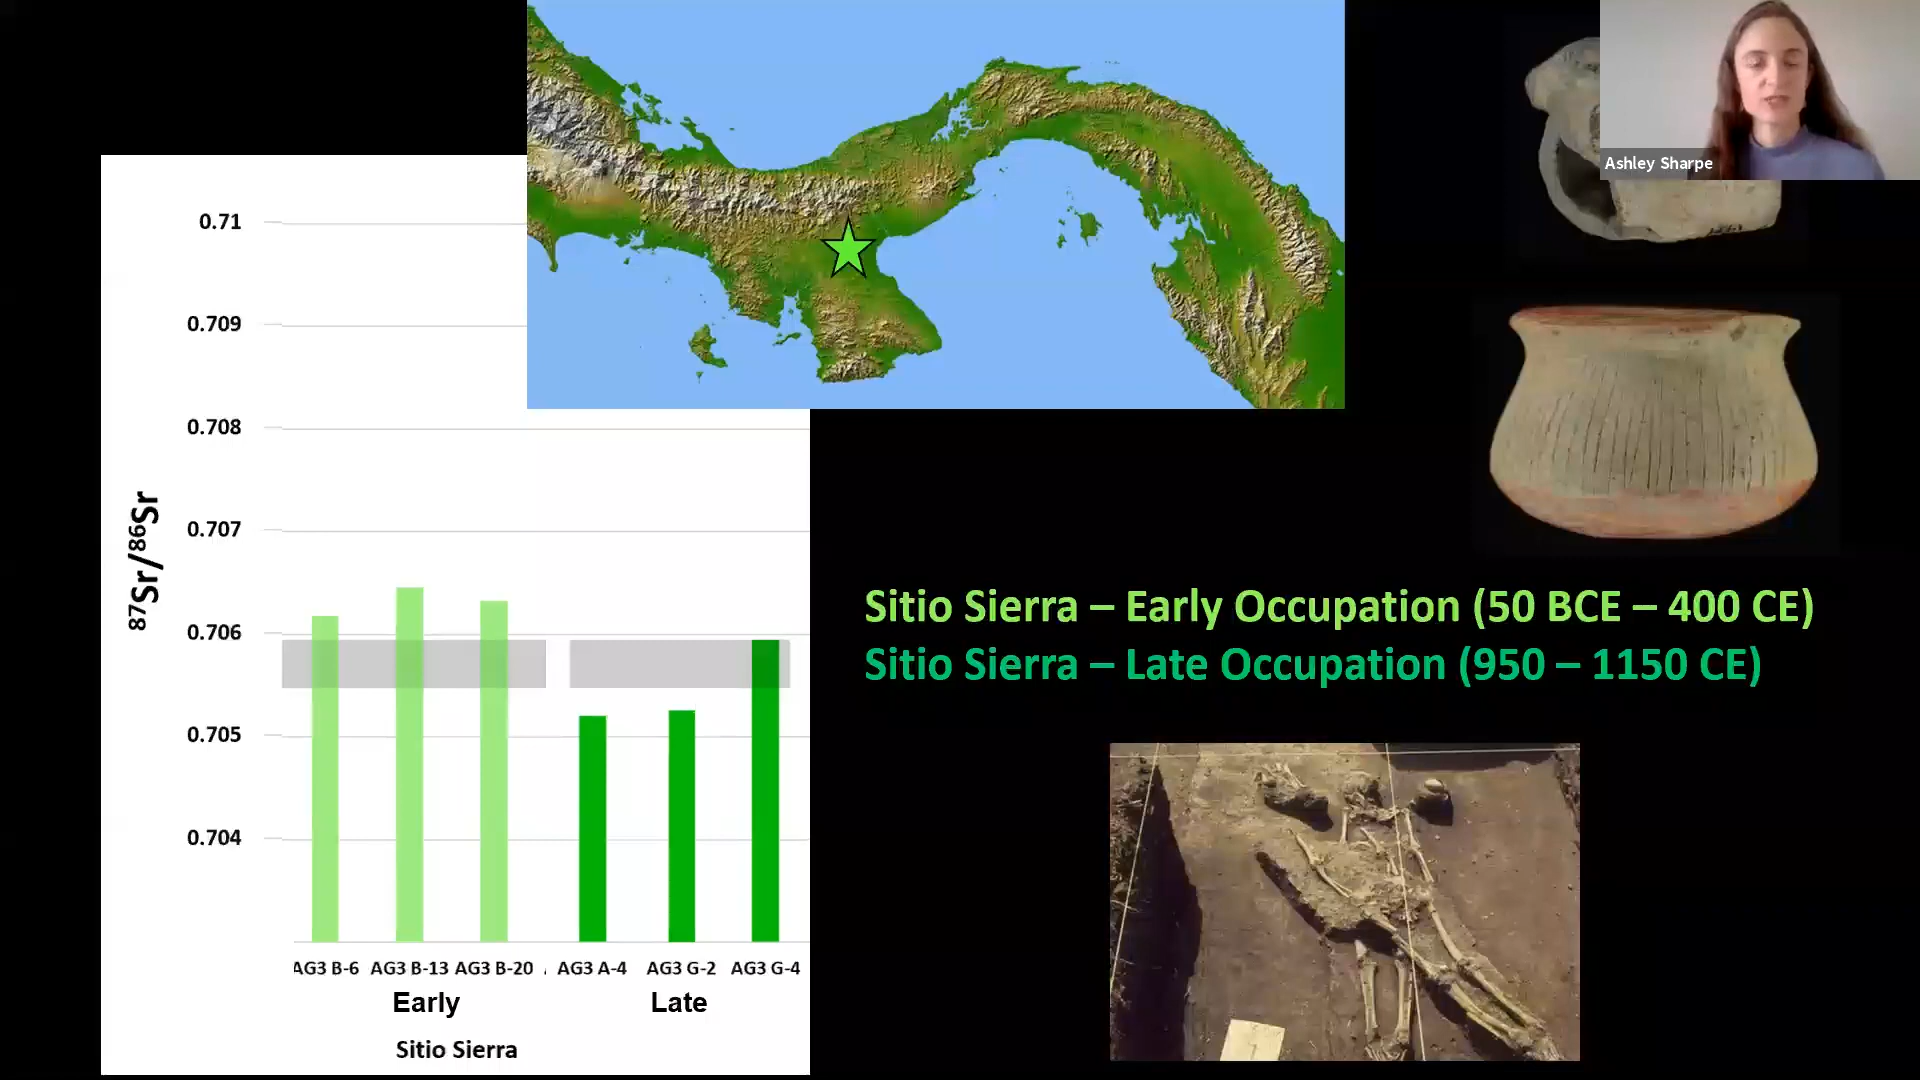 Ashley Sharpe
0.71
0.709
0.708
0.707
0.706
0.705
0.704
⁸⁷Sr/⁸⁶Sr
AG3 B-6 AG3 B-13 AG3 B-20 AG3 A-4 AG3 G-2 AG3 G-4
Early Late
Sitio Sierra
Sitio Sierra – Early Occupation (50 BCE – 400 CE)
Sitio Sierra – Late Occupation (950 – 1150 CE)